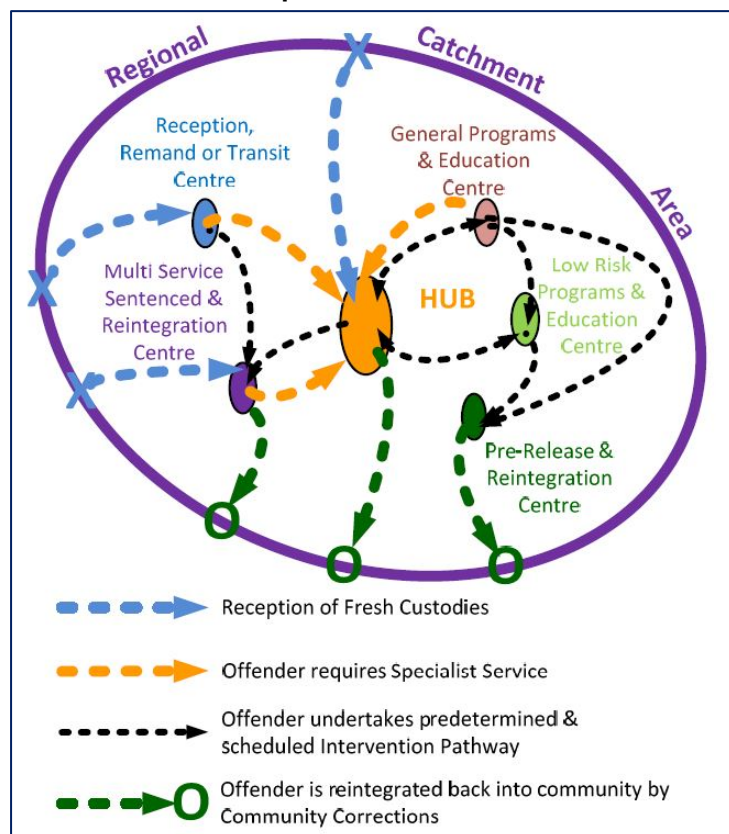 Regional
Catchment
Area
X
Reception,
Remand or Transit
Centre
General Programs
& Education
Centre
X
Multi Service
Sentenced &
Reintegration
Centre
HUB
Low Risk
Programs &
Education
Centre
X
Pre-Release &
Reintegration
Centre
O
O
O
Reception of Fresh Custodies
Offender requires Specialist Service
Offender undertakes predetermined &
scheduled Intervention Pathway
O
Offender is reintegrated back into community by
Community Corrections